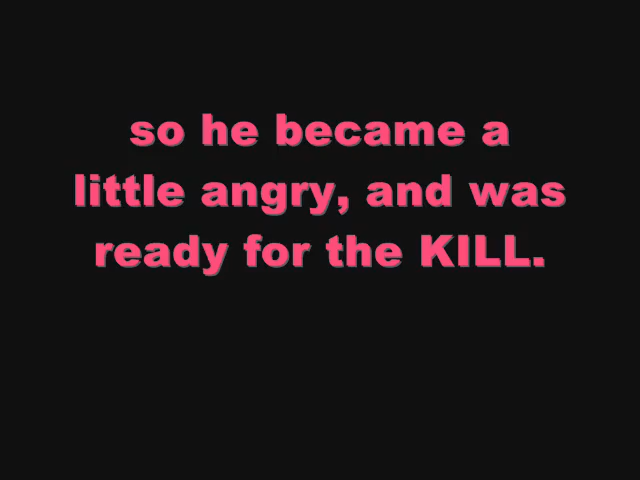 so he became a
little angry, and was
ready for the KILL.